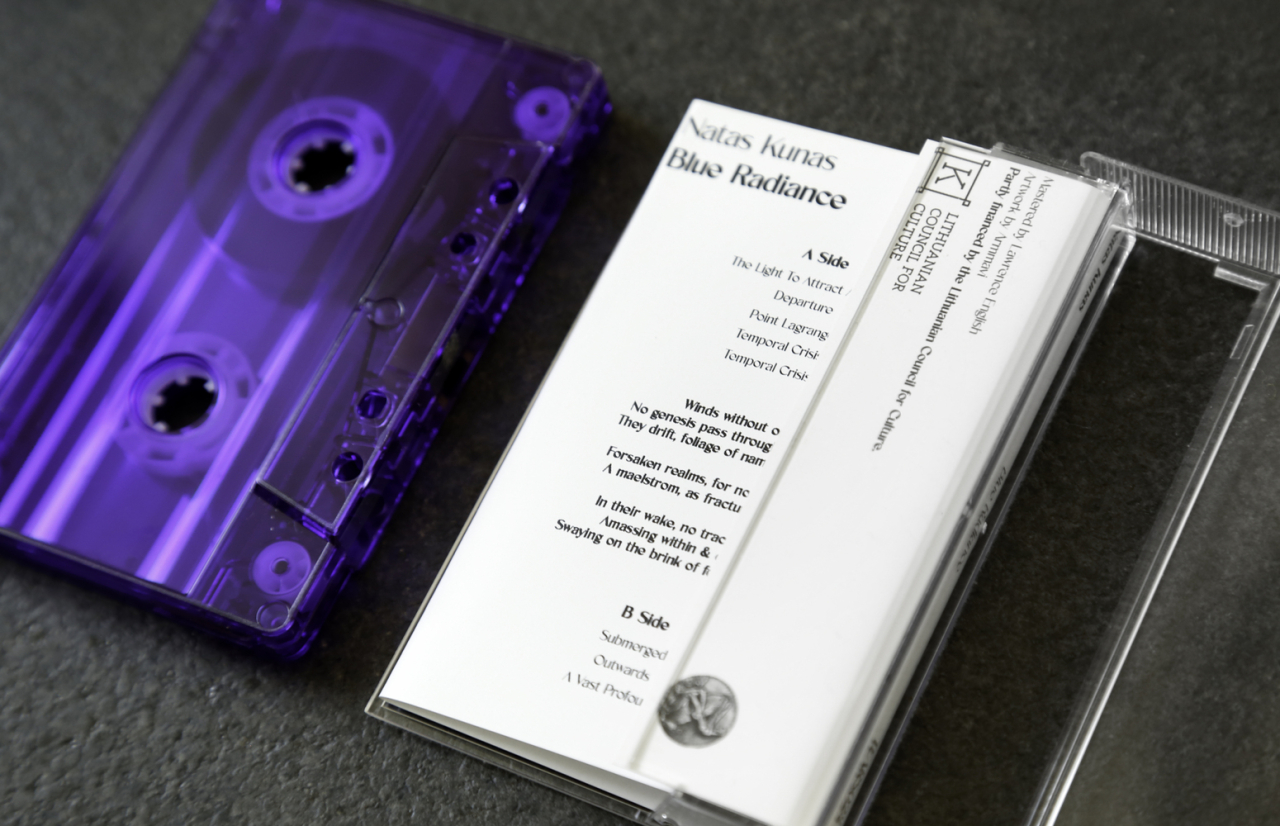 Natas Kunas
Blue Radiance
A Side
The Light To Attract /
Departure
Point Lagrang
Temporal Crisi
Temporal Crisi
Winds without o
No genesis pass throug
They drift, foliage of nam
Forsaken realms, for no
A maelstrom, as fractu
In their wake, no trac
Amassing within &
Swaying on the brink of f
B Side
Submerged
Outwards
A Vast Profou
Mastered by Lawrence English
Artwork by Armmavi
Partly financed by the Lithuanian Council for Culture.
K
LITHUANIAN
COUNCIL FOR
CULTURE
Natas Kunas